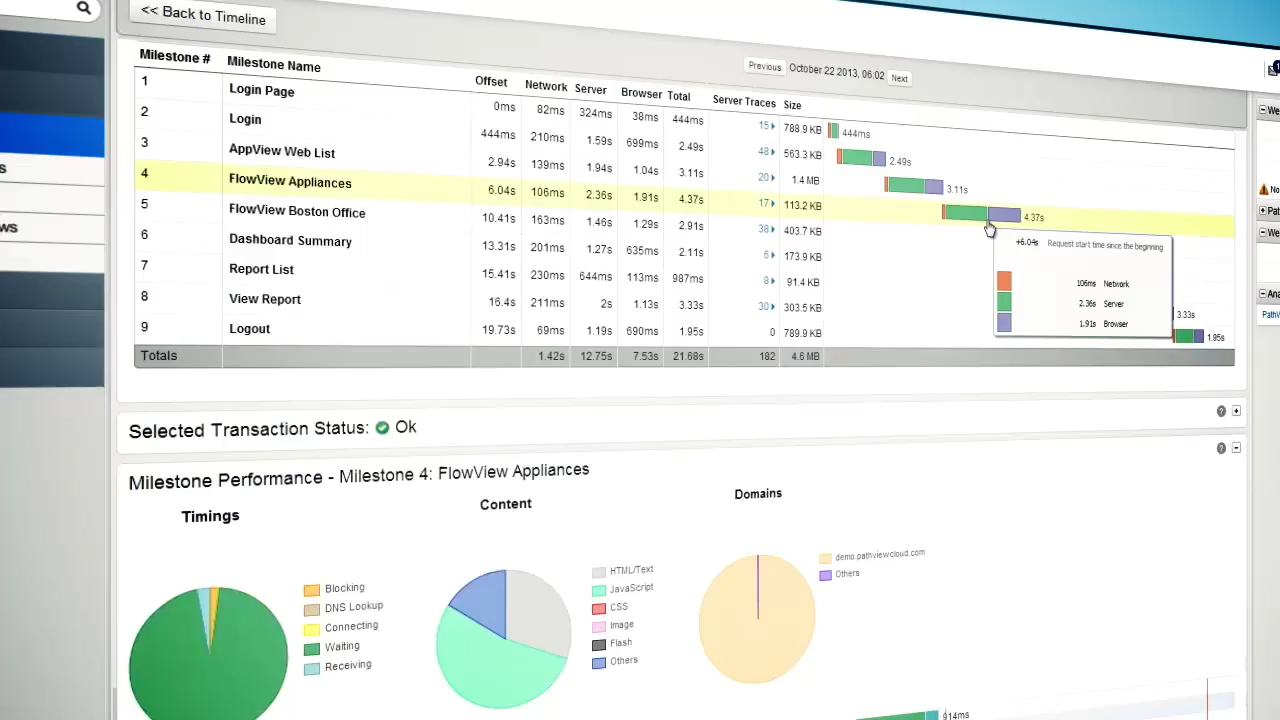 << Back to Timeline
Previous October 22 2013, 06:02 Next
Milestone # Milestone Name Offset Network Server Browser Total Server Traces Size
1 Login Page 0ms 82ms 324ms 38ms 444ms 15 788.9 KB 444ms
2 Login 444ms 210ms 1.59s 699ms 2.49s 48 563.3 KB 2.49s
3 AppView Web List 2.94s 139ms 1.94s 1.04s 3.11s 20 1.4 MB 3.11s
4 FlowView Appliances 6.04s 106ms 2.36s 1.91s 4.37s 17 113.2 KB 4.37s
5 FlowView Boston Office 10.41s 163ms 1.46s 1.29s 2.91s 38 403.7 KB
6 Dashboard Summary 13.31s 201ms 1.27s 635ms 2.11s 6 173.9 KB
7 Report List 15.41s 230ms 644ms 113ms 987ms 8 91.4 KB
8 View Report 16.4s 211ms 2s 1.13s 3.33s 30 303.5 KB 3.33s
9 Logout 19.73s 69ms 1.19s 690ms 1.95s 0 789.9 KB 1.95s
Totals 1.42s 12.75s 7.53s 21.68s 182 4.6 MB
+6.04s Request start time since the beginning
106ms Network
2.36s Server
1.91s Browser
Selected Transaction Status: Ok
Milestone Performance - Milestone 4: FlowView Appliances
Timings
Blocking
DNS Lookup
Connecting
Waiting
Receiving
Content
HTML/Text
JavaScript
CSS
Image
Flash
Others
Domains
demo.pathviewcloud.com
Others
914ms